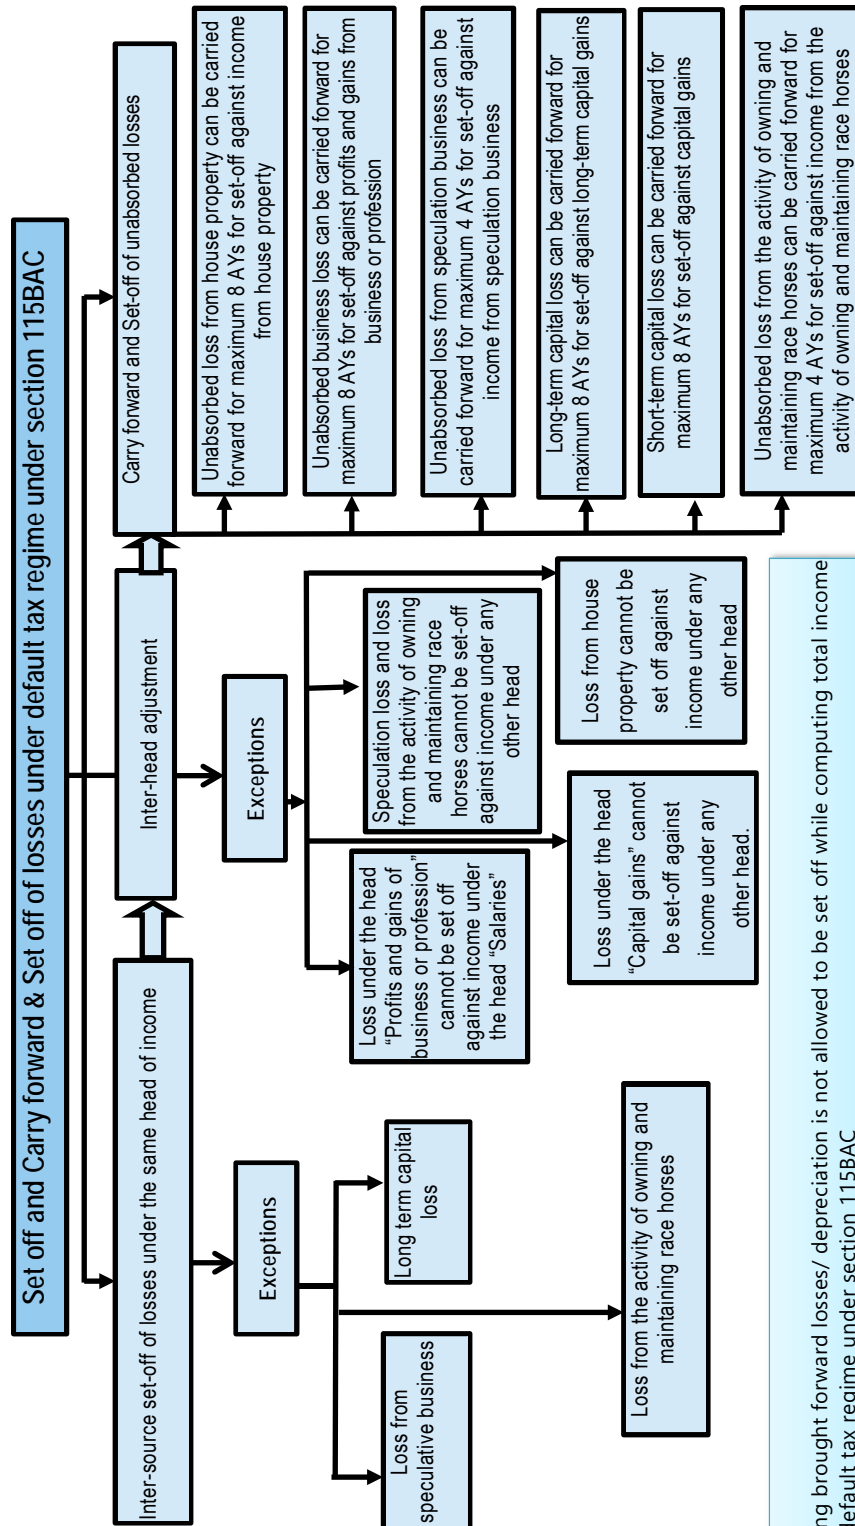 Set off and Carry forward & Set off of losses under default tax regime under section 115BAC
Inter-source set-off of losses under the same head of income
Exceptions
Loss from
speculative business
Long term capital
loss
Loss from the activity of owning and
maintaining race horses
Inter-head adjustment
Exceptions
Loss under the head
“Profits and gains of
business or profession”
cannot be set off
against income under
the head “Salaries”
Loss under the head
“Capital gains” cannot
be set-off against
income under any
other head.
Speculation loss and loss
from the activity of owning
and maintaining race
horses cannot be set-off
against income under any
other head
Loss from house
property cannot be
set off against
income under any
other head
Carry forward and Set-off of unabsorbed losses
Unabsorbed loss from house property can be carried
forward for maximum 8 AYs for set-off against income
from house property
Unabsorbed business loss can be carried forward for
maximum 8 AYs for set-off against profits and gains from
business or profession
Unabsorbed loss from speculation business can be
carried forward for maximum 4 AYs for set-off against
income from speculation business
Long-term capital loss can be carried forward for
maximum 8 AYs for set-off against long-term capital gains
Short-term capital loss can be carried forward for
maximum 8 AYs for set-off against capital gains
Unabsorbed loss from the activity of owning and
maintaining race horses can be carried forward for
maximum 4 AYs for set-off against income from the
activity of owning and maintaining race horses
ng brought forward losses/ depreciation is not allowed to be set off while computing total income
default tax regime under section 115BAC